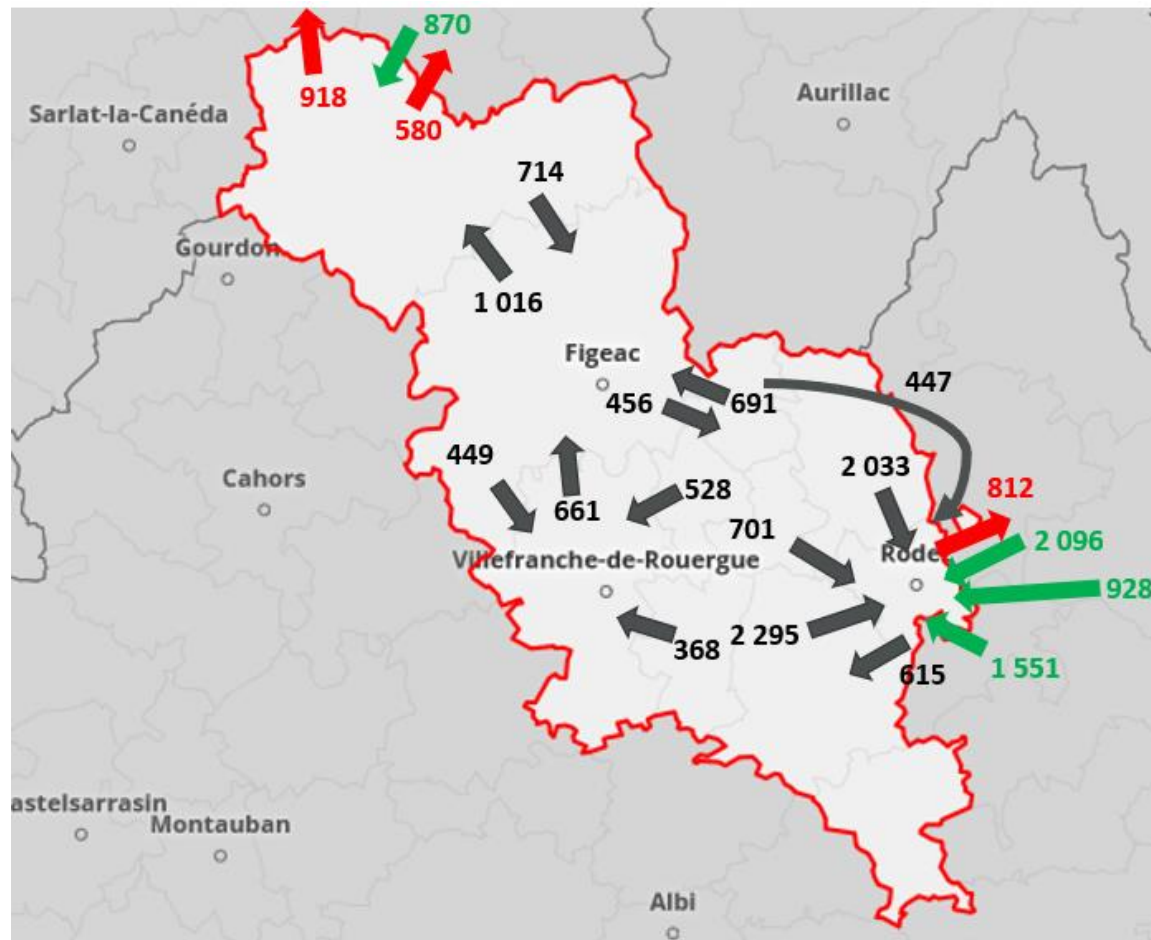 870
918
580
Aurillac
Sarlat-la-Canéda
714
Gourdon
1 016
Figeac
447
456
691
449
2 033
Cahors
528
812
661
701
2 096
Villefranche-de-Rouergue
Rode
928
368
2 295
615
1 551
astelsarrasin
Montauban
Albi